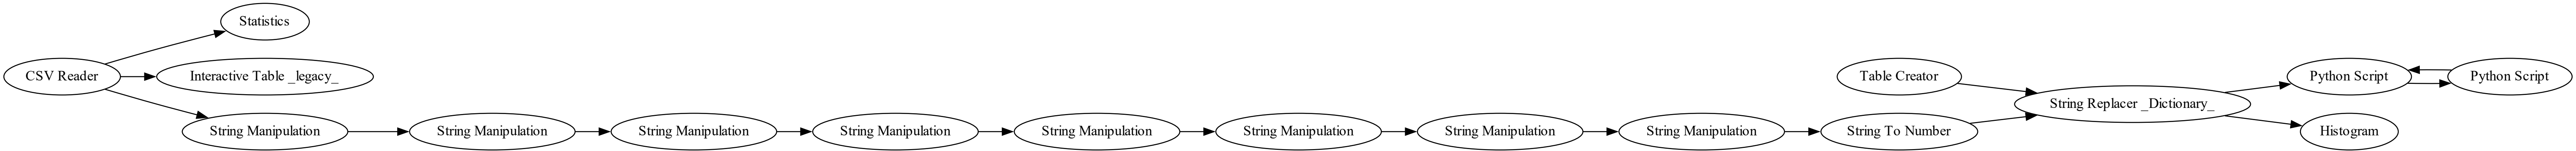 Statistics
CSV Reader
Interactive Table _legacy_
Table Creator
Python Script
Python Script
String Replacer _Dictionary_
String Manipulation
String Manipulation
String Manipulation
String Manipulation
String Manipulation
String Manipulation
String Manipulation
String Manipulation
String To Number
Histogram